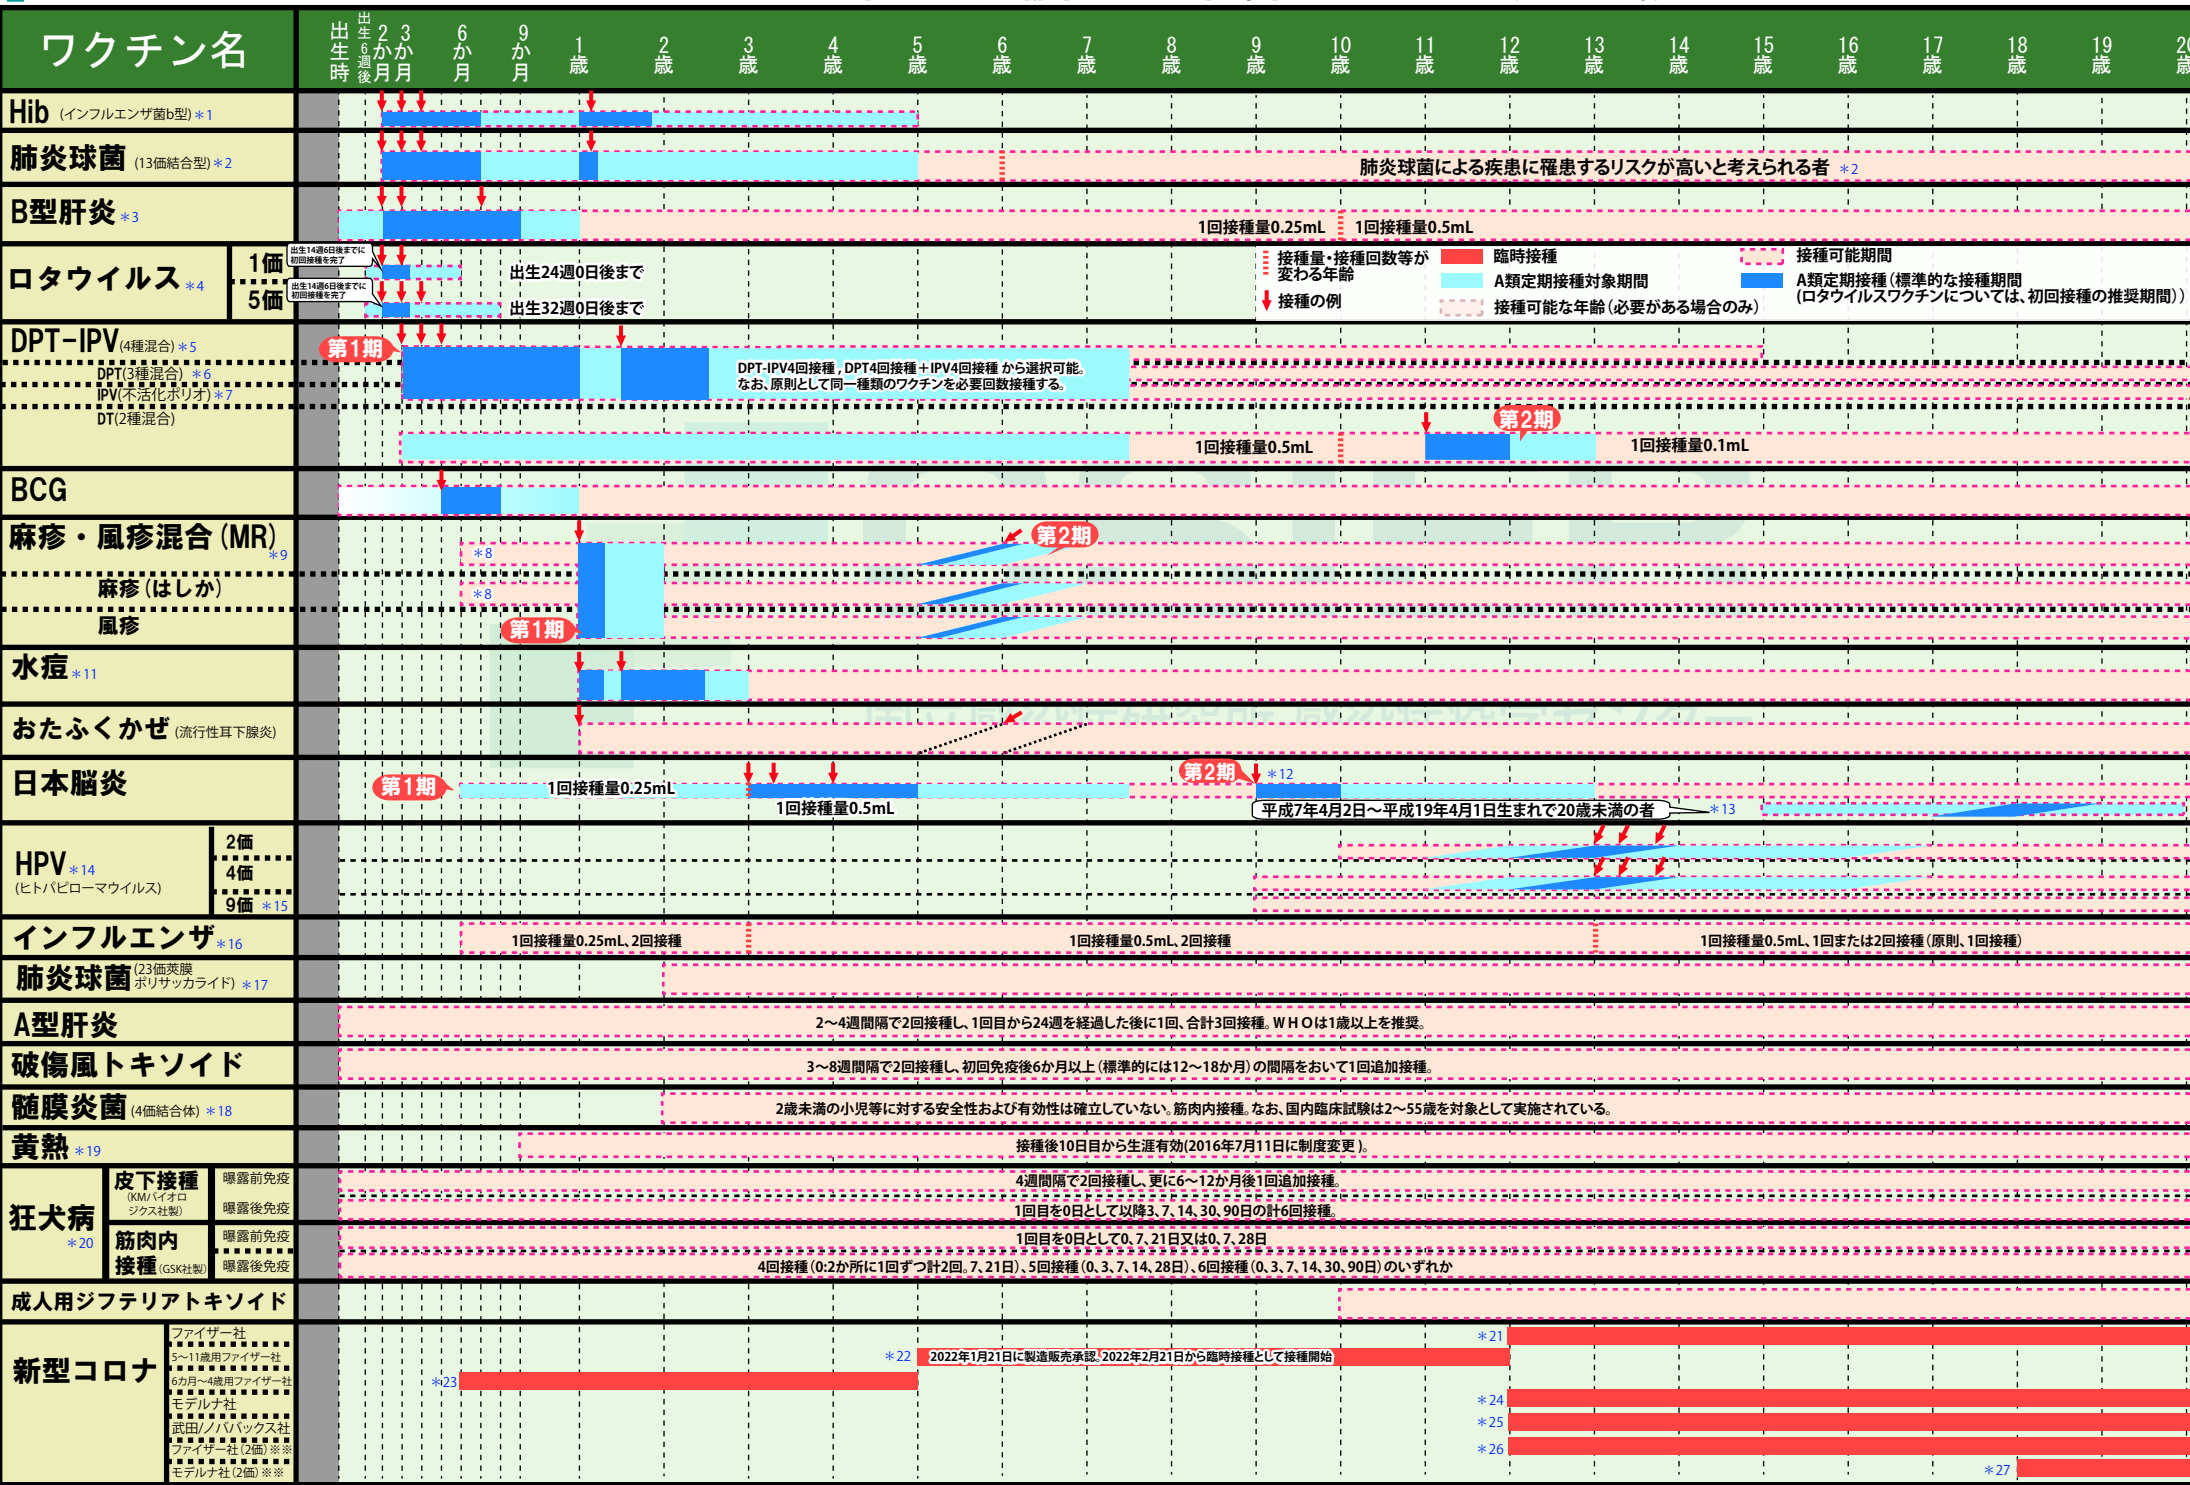 ワクチン名
出生時
出生6週後
2か月
3か月
6か月
9か月
1歳
2歳
3歳
4歳
5歳
6歳
7歳
8歳
9歳
10歳
11歳
12歳
13歳
14歳
15歳
16歳
17歳
18歳
19歳
Hib (インフルエンザ菌b型)＊1
肺炎球菌 (13価結合型)＊2
肺炎球菌による疾患に罹患するリスクが高いと考えられる者 ＊2
B型肝炎＊3
1回接種量0.25mL
1回接種量0.5mL
ロタウイルス＊4
1価
出生14週6日後までに
初回接種を完了
出生24週0日後まで
5価
出生14週6日後までに
初回接種を完了
出生32週0日後まで
接種量・接種回数等が
変わる年齢
接種の例
臨時接種
A類定期接種対象期間
接種可能な年齢(必要がある場合のみ)
接種可能期間
A類定期接種(標準的な接種期間
(ロタウイルスワクチンについては、初回接種の推奨期間))
DPT-IPV(4種混合)＊5
第1期
DPT(3種混合) ＊6
IPV(不活化ポリオ)＊7
DPT-IPV4回接種 , DPT4回接種＋IPV4回接種 から選択可能。
なお、原則として同一種類のワクチンを必要回数接種する。
DT(2種混合)
第2期
1回接種量0.5mL
1回接種量0.1mL
BCG
麻疹・風疹混合(MR)＊9
＊8
第2期
麻疹(はしか)
＊8
風疹
第1期
水痘＊11
おたふくかぜ(流行性耳下腺炎)
日本脳炎
第1期
1回接種量0.25mL
1回接種量0.5mL
第2期
＊12
平成7年4月2日～平成19年4月1日生まれで20歳未満の者
＊13
HPV＊14
(ヒトパピローマウイルス)
2価
4価
9価 ＊15
インフルエンザ＊16
1回接種量0.25mL、2回接種
1回接種量0.5mL、2回接種
1回接種量0.5mL、1回または2回接種(原則、1回接種)
肺炎球菌(23価莢膜
ポリサッカライド) ＊17
A型肝炎
2～4週間隔で2回接種し、1回目から24週を経過した後に1回、合計3回接種。WHOは1歳以上を推奨。
破傷風トキソイド
3～8週間隔で2回接種し、初回免疫後6か月以上(標準的には12～18か月)の間隔をおいて1回追加接種。
髄膜炎菌(4価結合体) ＊18
2歳未満の小児等に対する安全性および有効性は確立していない。筋肉内接種。なお、国内臨床試験は2～55歳を対象として実施されている。
黄熱＊19
接種後10日目から生涯有効(2016年7月11日に制度変更)。
狂犬病
＊20
皮下接種
(KMバイオロ
ジクス社製)
曝露前免疫
4週間隔で2回接種し、更に6～12か月後1回追加接種。
曝露後免疫
1回目を0日として以降3、7、14、30、90日の計6回接種。
筋肉内
接種(GSK社製)
曝露前免疫
1回目を0日として0、7、21日又は0、7、28日
曝露後免疫
4回接種(0:2か所に1回ずつ計2回。7、21日)、5回接種(0、3、7、14、28日)、6回接種(0、3、7、14、30、90日)のいずれか
成人用ジフテリアトキソイド
新型コロナ
ファイザー社
＊21
5～11歳用ファイザー社
＊22
2022年1月21日に製造販売承認。2022年2月21日から臨時接種として接種開始
6カ月～4歳用ファイザー社
＊23
モデルナ社
＊24
武田/ノババックス社
＊25
ファイザー社(2価)※※
＊26
モデルナ社(2価)※※
＊27